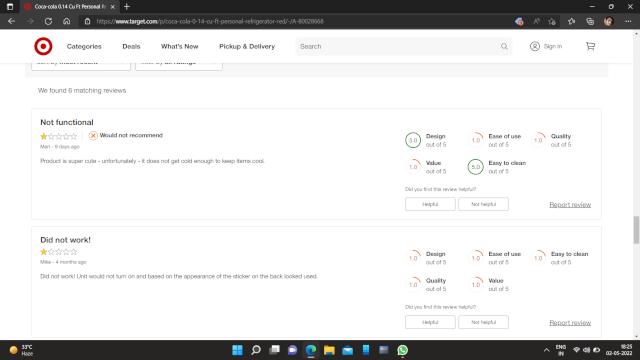 Coca-cola 0.14 Cu Ft Personal Re
https://www.target.com/p/coca-cola-0-14-cu-ft-personal-refrigerator-red/-/A-80028668
Categories Deals What's New Pickup & Delivery Search Sign in
We found 6 matching reviews
Not functional
Would not recommend
Mari - 9 days ago
Product is super cute - unfortunately - it does not get cold enough to keep items cool.
5.0 Design out of 5
1.0 Ease of use out of 5
1.0 Quality out of 5
1.0 Value out of 5
5.0 Easy to clean out of 5
Did you find this review helpful?
Helpful Not helpful Report review
Did not work!
Mike - 4 months ago
Did not work! Unit would not turn on and based on the appearance of the sticker on the back looked used.
1.0 Design out of 5
1.0 Ease of use out of 5
1.0 Easy to clean out of 5
1.0 Quality out of 5
1.0 Value out of 5
Did you find this review helpful?
Helpful Not helpful Report review
33°C
Haze
ENG
IN
18:25
02-05-2022